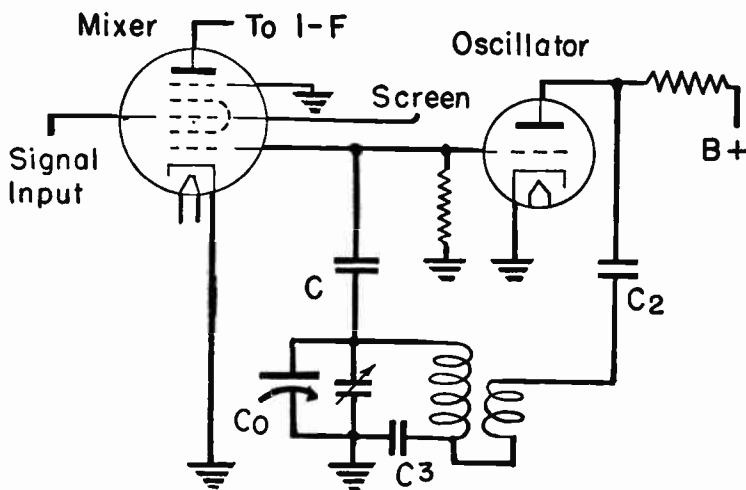 Mixer
To I-F
Oscillator
Screen
Signal
Input
B+
C
C2
Co
C3